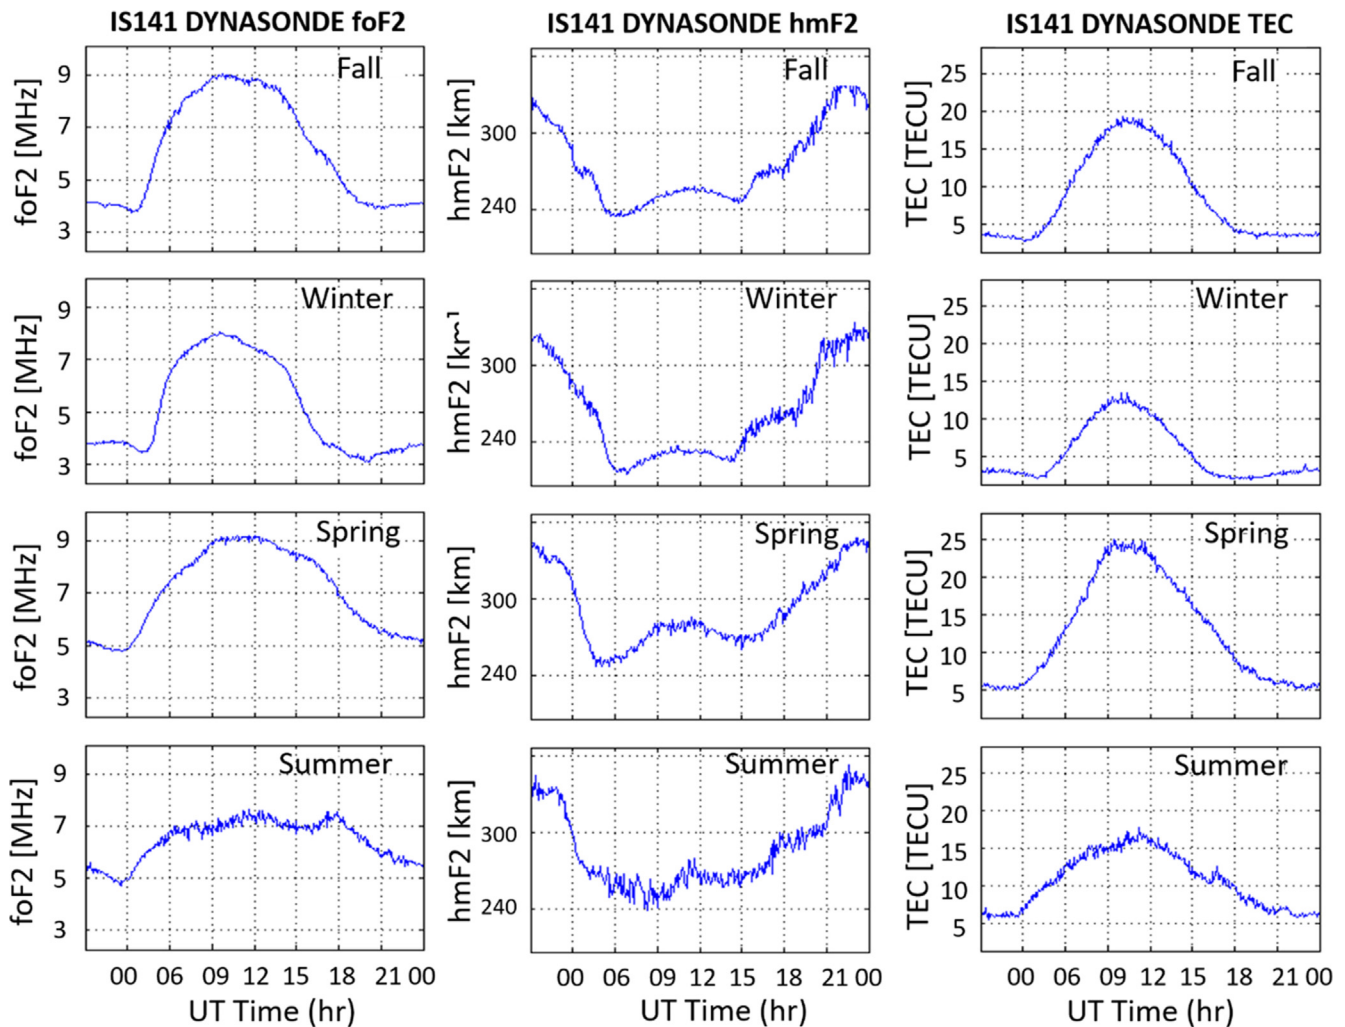 IS141 DYNASONDE foF2
IS141 DYNASONDE hmF2
IS141 DYNASONDE TEC
foF2 [MHz]
9
7
5
3
Fall
hmF2 [km]
300
240
Fall
TEC [TECU]
25
20
15
10
5
Fall
foF2 [MHz]
9
7
5
3
Winter
hmF2
300
240
Winter
TEC [TECU]
25
20
15
10
5
Winter
foF2 [MHz]
9
7
5
3
Spring
hmF2 [km]
300
240
Spring
TEC [TECU]
25
20
15
10
5
Spring
foF2 [MHz]
9
7
5
3
Summer
hmF2 [km]
300
240
Summer
TEC [TECU]
25
20
15
10
5
Summer
00 06 09 12 15 18 21 00
00 06 09 12 15 18 21 00
00 06 09 12 15 18 21 00
UT Time (hr)
UT Time (hr)
UT Time (hr)